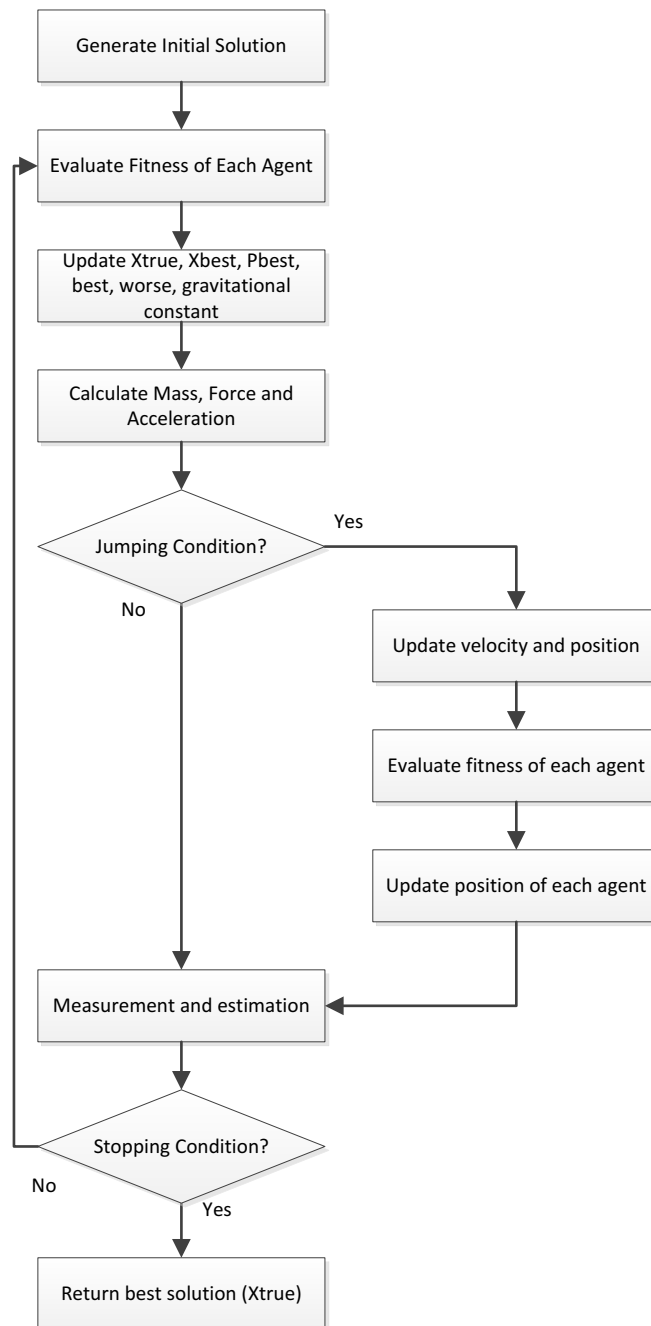 Generate Initial Solution
Evaluate Fitness of Each Agent
Update Xtrue, Xbest, Pbest,
best, worse, gravitational
constant
Calculate Mass, Force and
Acceleration
Jumping Condition?
Yes
No
Update velocity and position
Evaluate fitness of each agent
Update position of each agent
Measurement and estimation
Stopping Condition?
No
Yes
Return best solution (Xtrue)